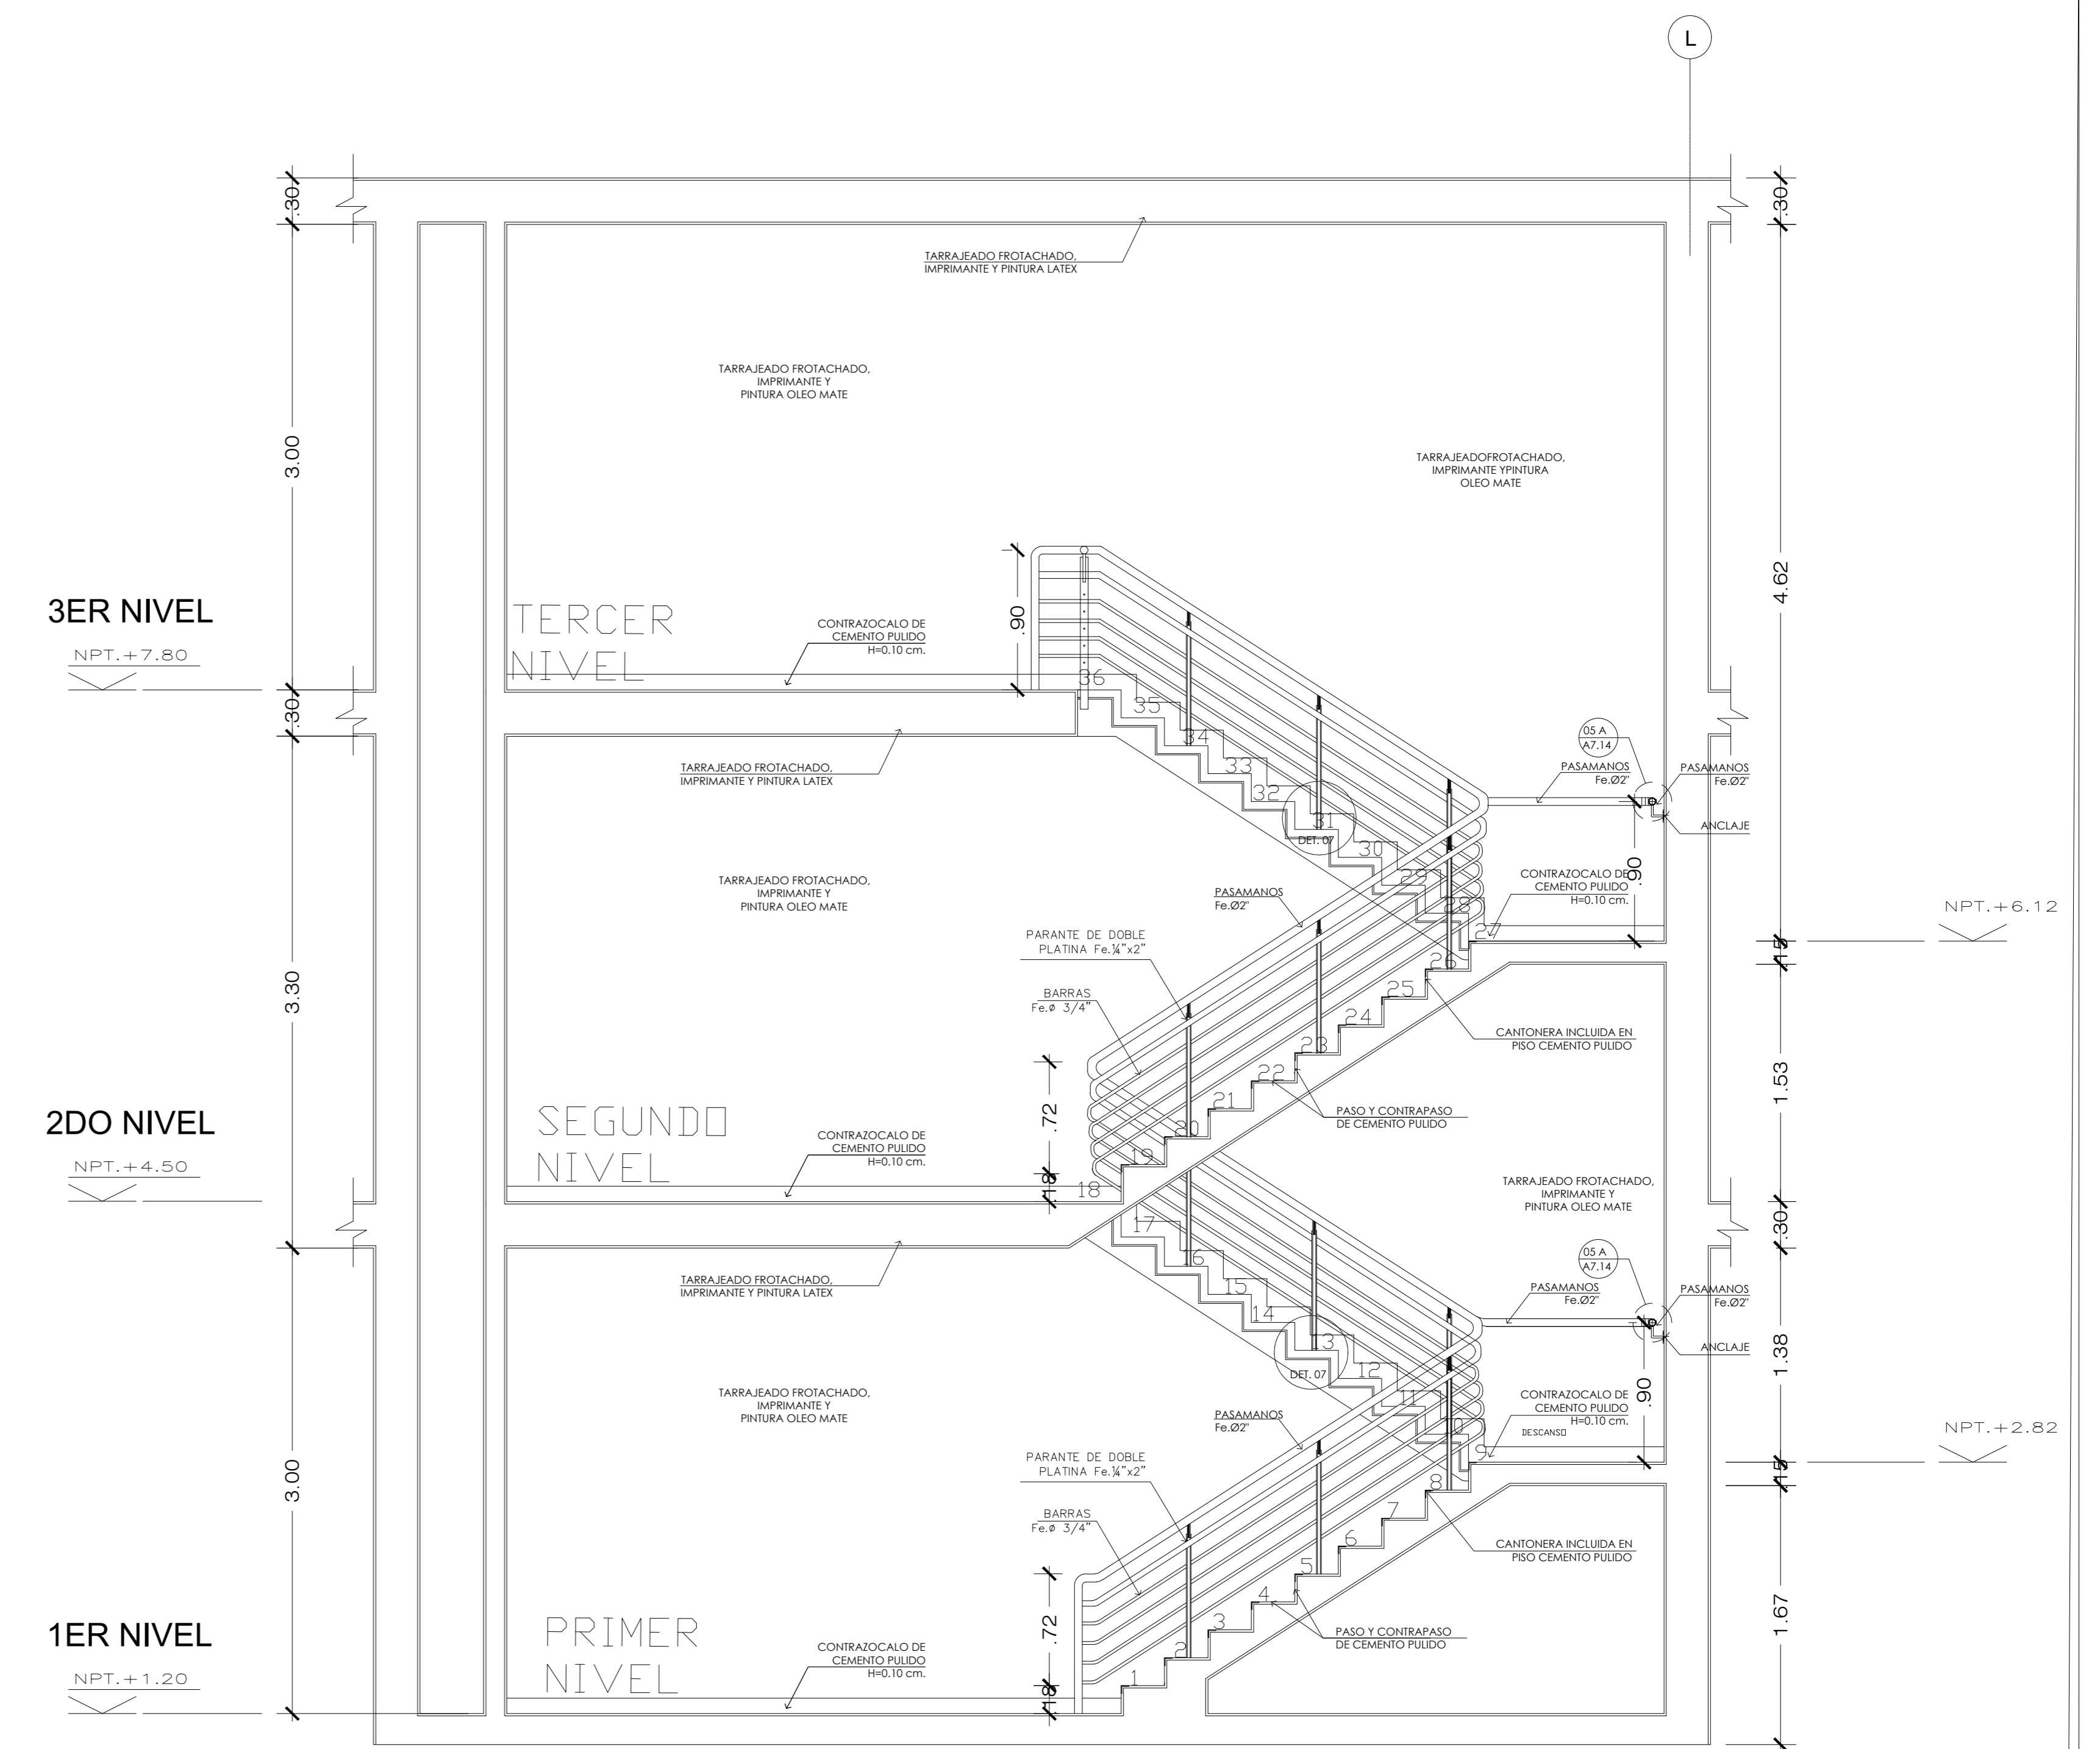 L
.30
.30
TARRAJEADO FROTACHADO,
IMPRIMANTE Y PINTURA LATEX
TARRAJEADO FROTACHADO,
IMPRIMANTE Y
PINTURA OLEO MATE
3.00
TARRAJEADOFROTACHADO,
IMPRIMANTE YPINTURA
OLEO MATE
4.62
3ER NIVEL
NPT.+7.80
TERCER
NIVEL
CONTRAZOCALO DE
CEMENTO PULIDO
H=0.10 cm.
.90
36
35
34
33
32
31
DET. 07
30
29
28
27
.30
TARRAJEADO FROTACHADO,
IMPRIMANTE Y PINTURA LATEX
05 A
A7.14
PASAMANOS
Fe.Ø2"
PASAMANOS
Fe.Ø2"
ANCLAJE
.90
CONTRAZOCALO DE
CEMENTO PULIDO
H=0.10 cm.
NPT.+6.12
.15
TARRAJEADO FROTACHADO,
IMPRIMANTE Y
PINTURA OLEO MATE
PASAMANOS
Fe.Ø2"
PARANTE DE DOBLE
PLATINA Fe.¼"x2"
BARRAS
Fe.ø 3/4"
3.30
26
25
24
23
22
21
20
19
18
CANTONERA INCLUIDA EN
PISO CEMENTO PULIDO
1.53
PASO Y CONTRAPASO
DE CEMENTO PULIDO
2DO NIVEL
NPT.+4.50
SEGUNDO
NIVEL
CONTRAZOCALO DE
CEMENTO PULIDO
H=0.10 cm.
.72
.18
TARRAJEADO FROTACHADO,
IMPRIMANTE Y
PINTURA OLEO MATE
.30
17
16
15
14
13
DET. 07
12
11
10
9
TARRAJEADO FROTACHADO,
IMPRIMANTE Y PINTURA LATEX
05 A
A7.14
PASAMANOS
Fe.Ø2"
PASAMANOS
Fe.Ø2"
ANCLAJE
1.38
.90
CONTRAZOCALO DE
CEMENTO PULIDO
H=0.10 cm.
DESCANSO
NPT.+2.82
.15
TARRAJEADO FROTACHADO,
IMPRIMANTE Y
PINTURA OLEO MATE
PASAMANOS
Fe.Ø2"
PARANTE DE DOBLE
PLATINA Fe.¼"x2"
BARRAS
Fe.ø 3/4"
3.00
8
7
6
5
4
3
2
1
CANTONERA INCLUIDA EN
PISO CEMENTO PULIDO
PASO Y CONTRAPASO
DE CEMENTO PULIDO
1.67
1ER NIVEL
NPT.+1.20
PRIMER
NIVEL
CONTRAZOCALO DE
CEMENTO PULIDO
H=0.10 cm.
.72
.18